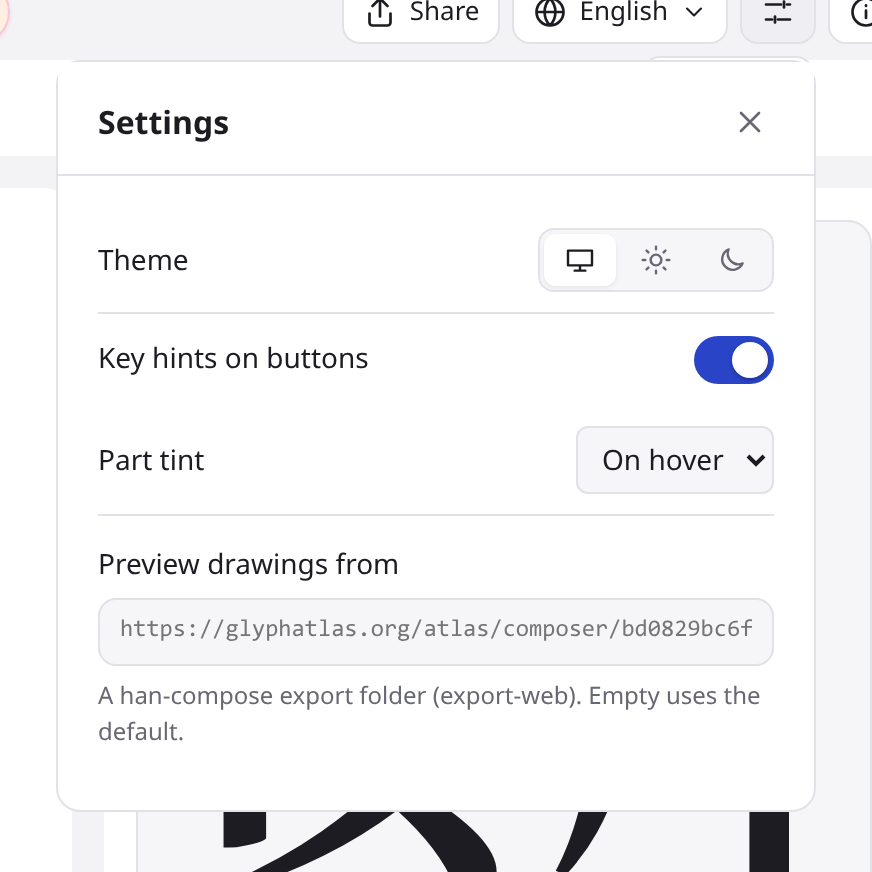 Share
English
Settings
Theme
Key hints on buttons
Part tint
On hover
Preview drawings from
https://glyphatlas.org/atlas/composer/bd0829bc6f
A han-compose export folder (export-web). Empty uses the
default.